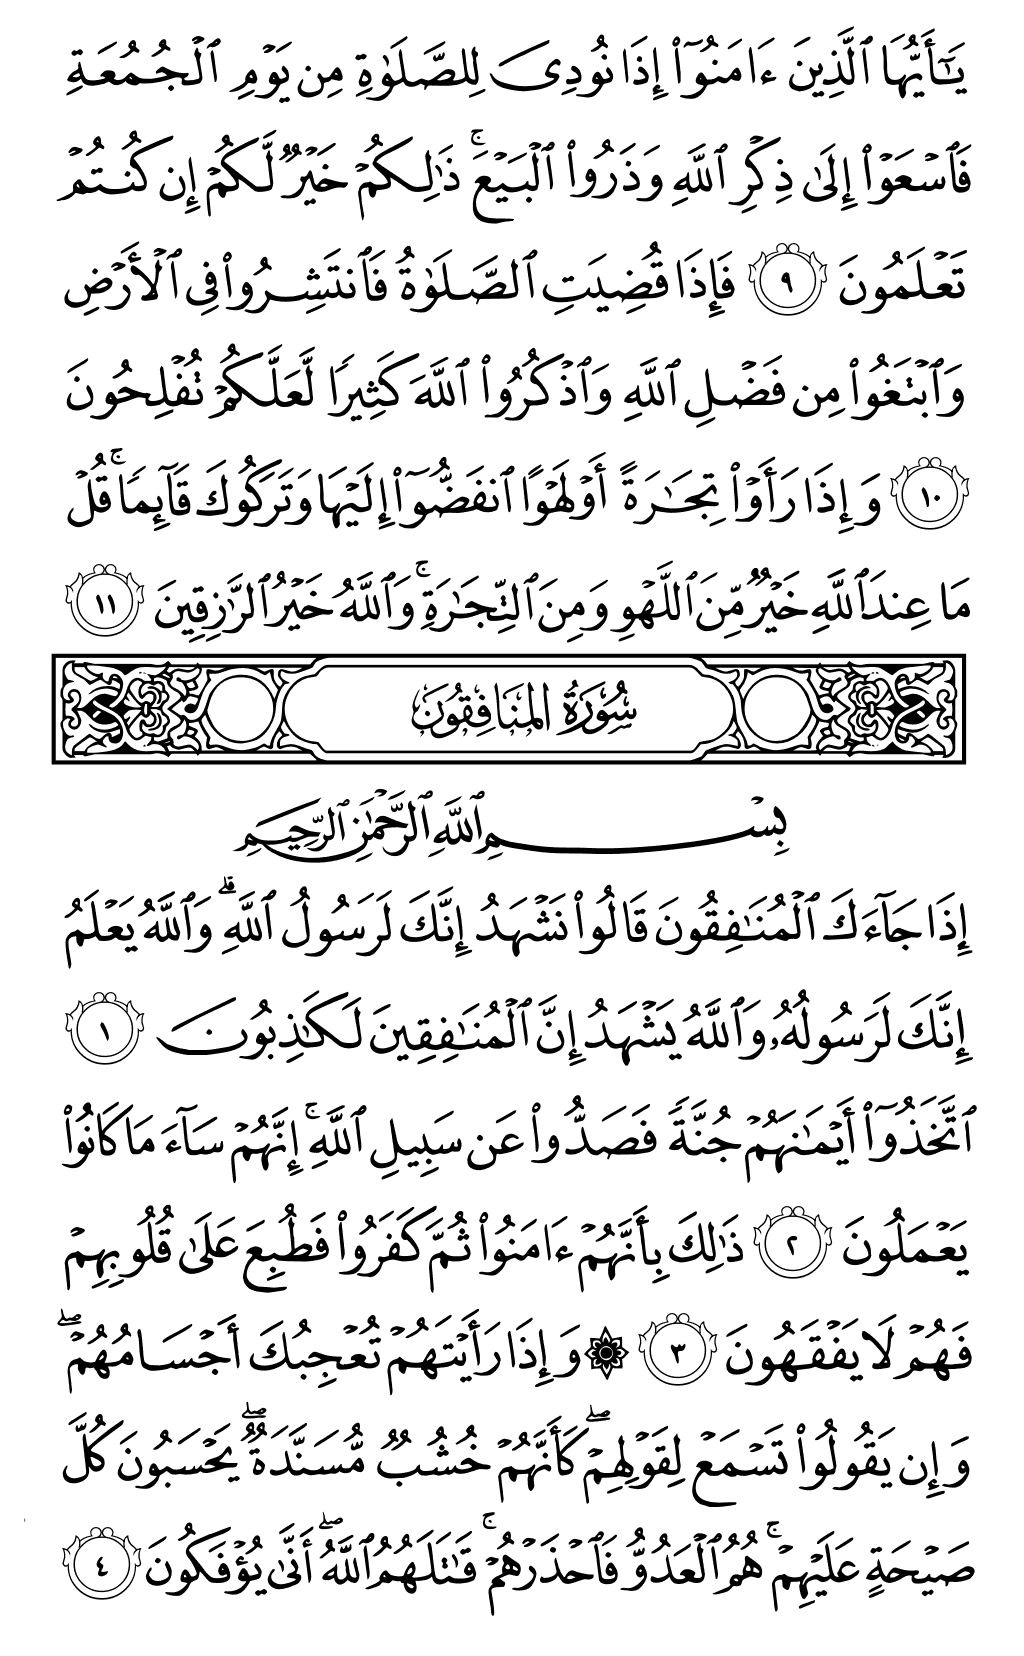 يَـٰٓأَيُّهَا ٱلَّذِينَ ءَامَنُوٓا۟ إِذَا نُودِىَ لِلصَّلَوٰةِ مِن يَوْمِ ٱلْجُمُعَةِ
فَٱسْعَوْا۟ إِلَىٰ ذِكْرِ ٱللَّهِ وَذَرُوا۟ ٱلْبَيْعَ ۚ ذَٰلِكُمْ خَيْرٌ لَّكُمْ إِن كُنتُمْ
تَعْلَمُونَ ٩ فَإِذَا قُضِيَتِ ٱلصَّلَوٰةُ فَٱنتَشِرُوا۟ فِى ٱلْأَرْضِ
وَٱبْتَغُوا۟ مِن فَضْلِ ٱللَّهِ وَٱذْكُرُوا۟ ٱللَّهَ كَثِيرًا لَّعَلَّكُمْ تُفْلِحُونَ
١٠ وَإِذَا رَأَوْا۟ تِجَـٰرَةً أَوْ لَهْوًا ٱنفَضُّوٓا۟ إِلَيْهَا وَتَرَكُوكَ قَآئِمًا ۚ قُلْ
مَا عِندَ ٱللَّهِ خَيْرٌ مِّنَ ٱللَّهْوِ وَمِنَ ٱلتِّجَـٰرَةِ ۚ وَٱللَّهُ خَيْرُ ٱلرَّٰزِقِينَ ١١
سُورَةُ المُنَافِقُونَ
بِسْمِ ٱللَّهِ ٱلرَّحْمَـٰنِ ٱلرَّحِيمِ
إِذَا جَآءَكَ ٱلْمُنَـٰفِقُونَ قَالُوا۟ نَشْهَدُ إِنَّكَ لَرَسُولُ ٱللَّهِ ۗ وَٱللَّهُ يَعْلَمُ
إِنَّكَ لَرَسُولُهُۥ وَٱللَّهُ يَشْهَدُ إِنَّ ٱلْمُنَـٰفِقِينَ لَكَـٰذِبُونَ ١
ٱتَّخَذُوٓا۟ أَيْمَـٰنَهُمْ جُنَّةً فَصَدُّوا۟ عَن سَبِيلِ ٱللَّهِ ۚ إِنَّهُمْ سَآءَ مَا كَانُوا۟
يَعْمَلُونَ ٢ ذَٰلِكَ بِأَنَّهُمْ ءَامَنُوا۟ ثُمَّ كَفَرُوا۟ فَطُبِعَ عَلَىٰ قُلُوبِهِمْ
فَهُمْ لَا يَفْقَهُونَ ٣ ۞ وَإِذَا رَأَيْتَهُمْ تُعْجِبُكَ أَجْسَامُهُمْ ۖ
وَإِن يَقُولُوا۟ تَسْمَعْ لِقَوْلِهِمْ ۖ كَأَنَّهُمْ خُشُبٌ مُّسَنَّدَةٌ ۖ يَحْسَبُونَ كُلَّ
صَيْحَةٍ عَلَيْهِمْ ۚ هُمُ ٱلْعَدُوُّ فَٱحْذَرْهُمْ ۚ قَـٰتَلَهُمُ ٱللَّهُ ۖ أَنَّىٰ يُؤْفَكُونَ ٤